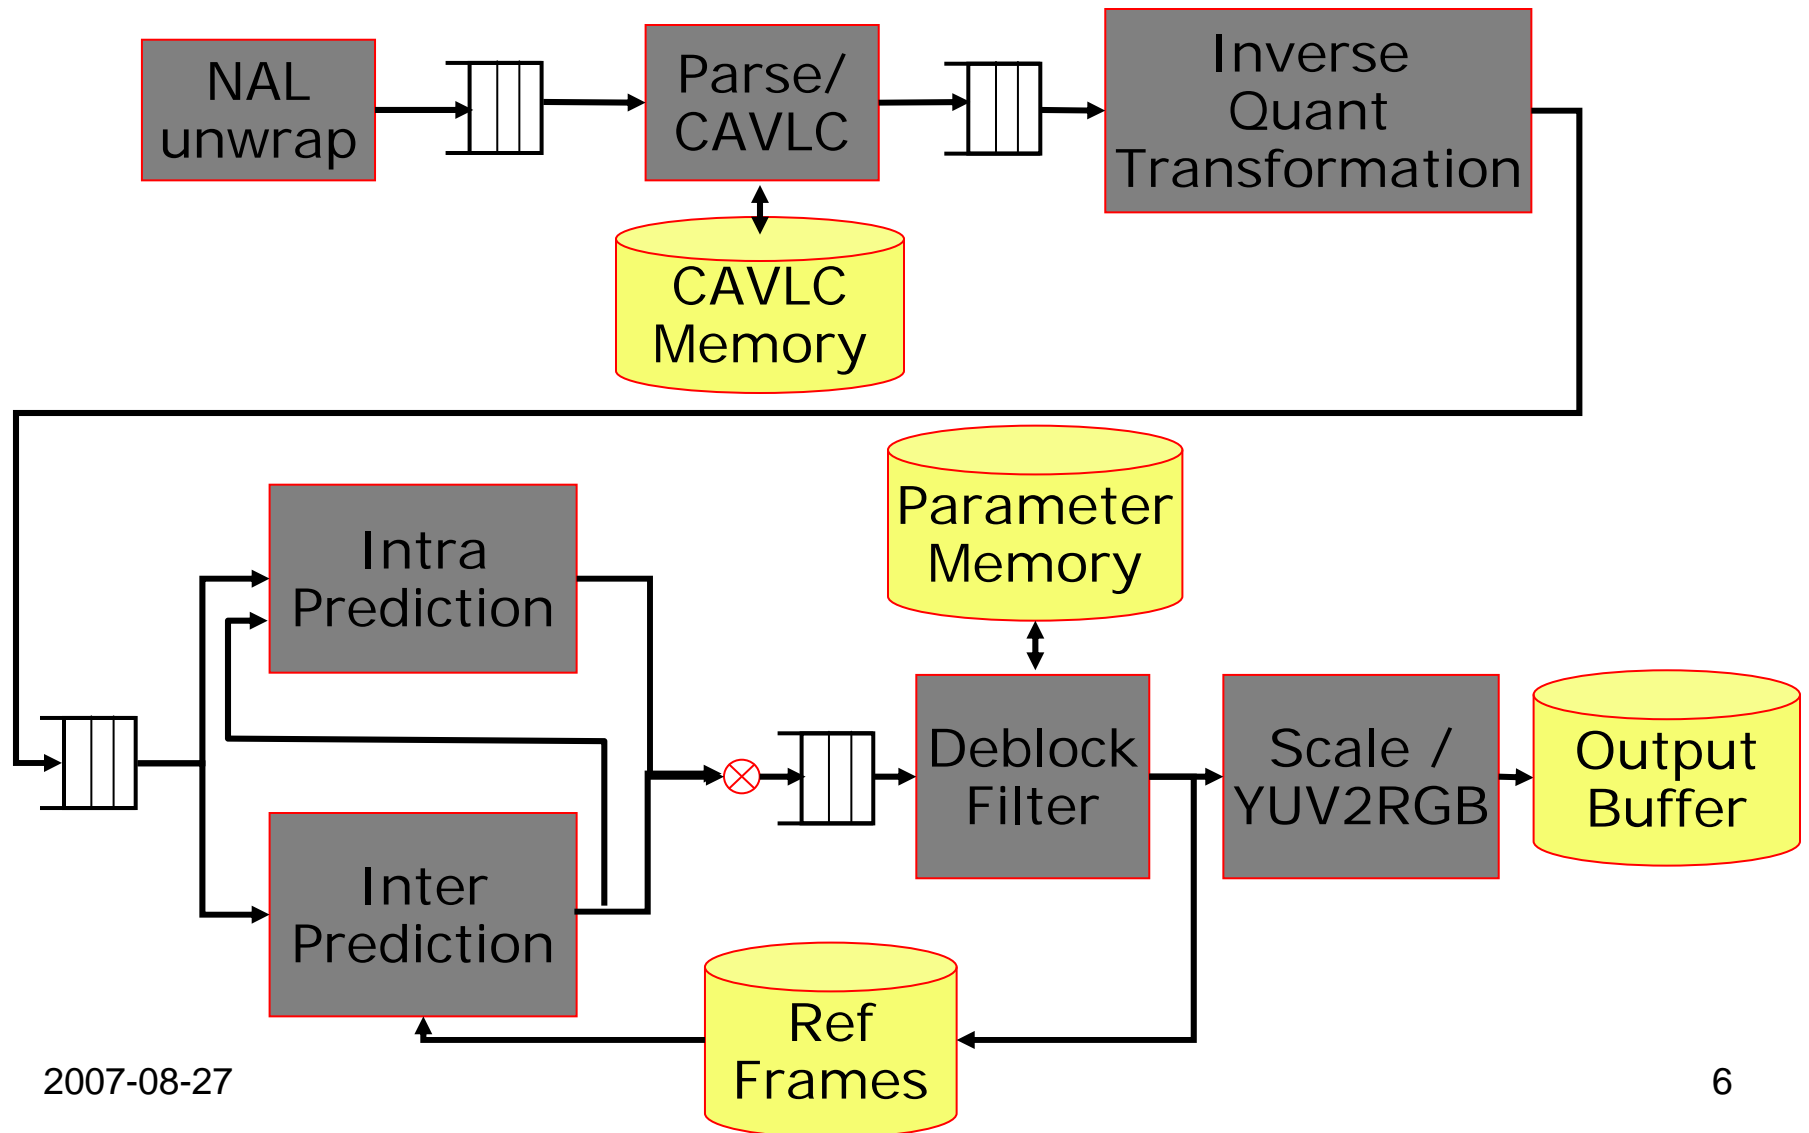 NAL
unwrap
Parse/
CAVLC
Inverse
Quant
Transformation
CAVLC
Memory
Parameter
Memory
Intra
Prediction
Deblock
Filter
Scale /
YUV2RGB
Output
Buffer
Inter
Prediction
Ref
Frames
2007-08-27
6